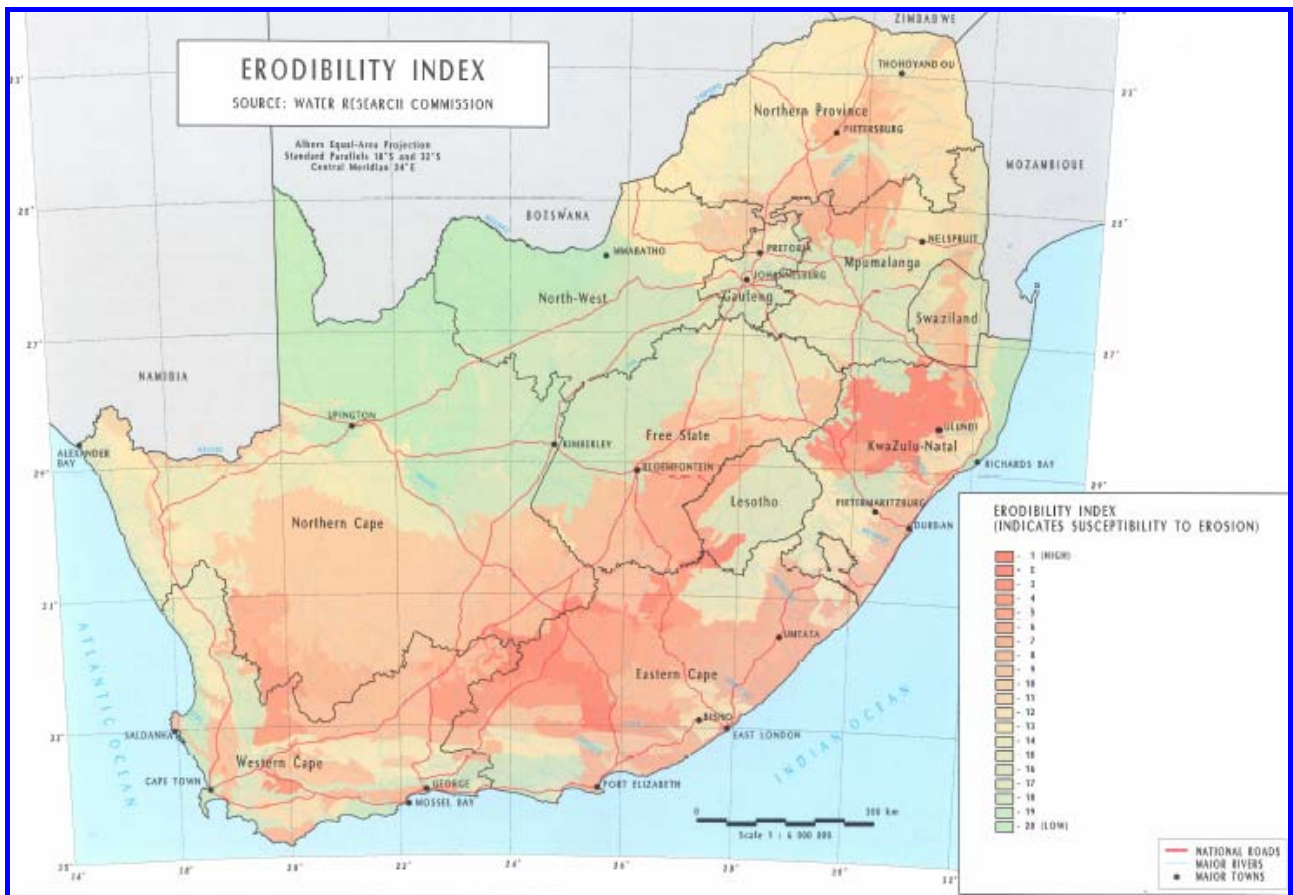 ERODIBILITY INDEX
SOURCE: WATER RESEARCH COMMISSION
Albers Equal-Area Projection
Standard Parallels 18°S and 32°S
Central Meridian 24°E
ZIMBABWE
THOHOYANDOU
Northern Province
PIETERSBURG
MOZAMBIQUE
BOTSWANA
MMABATHO
PRETORIA
NELSPRUIT
JOHANNESBURG
Mpumalanga
North-West
Gauteng
Swaziland
NAMIBIA
UPINGTON
KIMBERLEY
Free State
ULUNDI
KwaZulu-Natal
ALEXANDER
BAY
BLOEMFONTEIN
RICHARDS BAY
Lesotho
PIETERMARITZBURG
DURBAN
Northern Cape
UMTATA
Eastern Cape
BISHO
EAST LONDON
ATLANTIC OCEAN
INDIAN OCEAN
SALDANHA
Western Cape
CAPE TOWN
GEORGE
MOSSEL BAY
PORT ELIZABETH
0 300 km
Scale 1 : 6 000 000
ERODIBILITY INDEX
(INDICATES SUSCEPTIBILITY TO EROSION)
- 1 (HIGH)
- 2
- 3
- 4
- 5
- 6
- 7
- 8
- 9
- 10
- 11
- 12
- 13
- 14
- 15
- 16
- 17
- 18
- 19
- 20 (LOW)
NATIONAL ROADS
MAJOR RIVERS
MAJOR TOWNS